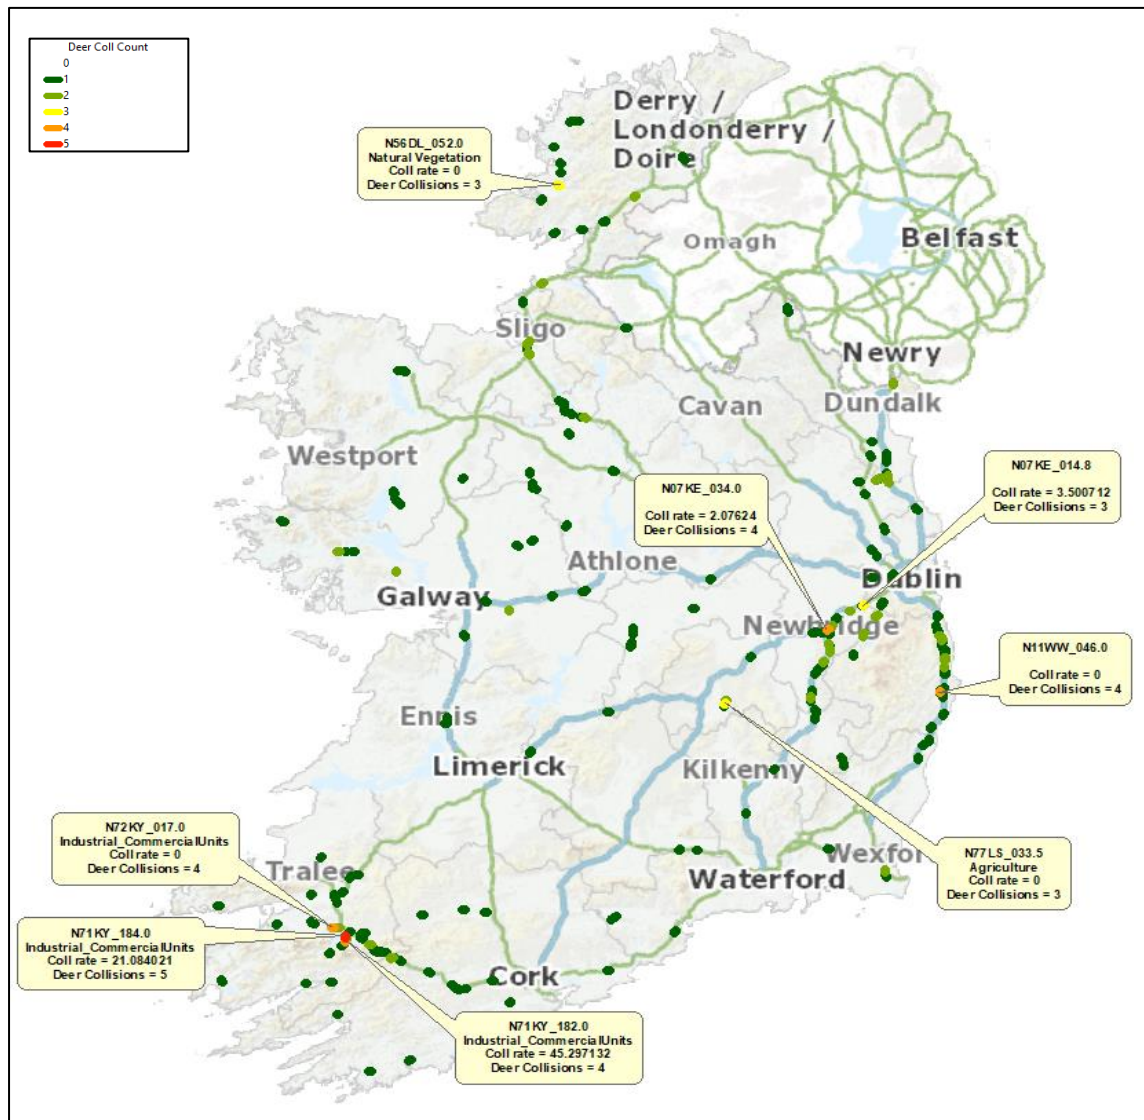 Deer Coll Count
0
1
2
3
4
5
Derry /
Londonderry /
Doire
N56DL_052.0
Natural Vegetation
Coll rate = 0
Deer Collisions = 3
Omagh
Belfast
Sligo
Newry
Cavan
Dundalk
Westport
N07KE_034.0
Coll rate = 2.07624
Deer Collisions = 4
N07KE_014.8
Coll rate = 3.500712
Deer Collisions = 3
Athlone
Dublin
Galway
Newbridge
N11WW_046.0
Coll rate = 0
Deer Collisions = 4
Ennis
Limerick
Kilkenny
N72KY_017.0
Industrial_CommercialUnits
Coll rate = 0
Deer Collisions = 4
Tralee
Wexfor
Waterford
N77LS_033.5
Agriculture
Coll rate = 0
Deer Collisions = 3
N71KY_184.0
Industrial_CommercialUnits
Coll rate = 21.084021
Deer Collisions = 5
Cork
N71KY_182.0
Industrial_CommercialUnits
Coll rate = 45.297132
Deer Collisions = 4